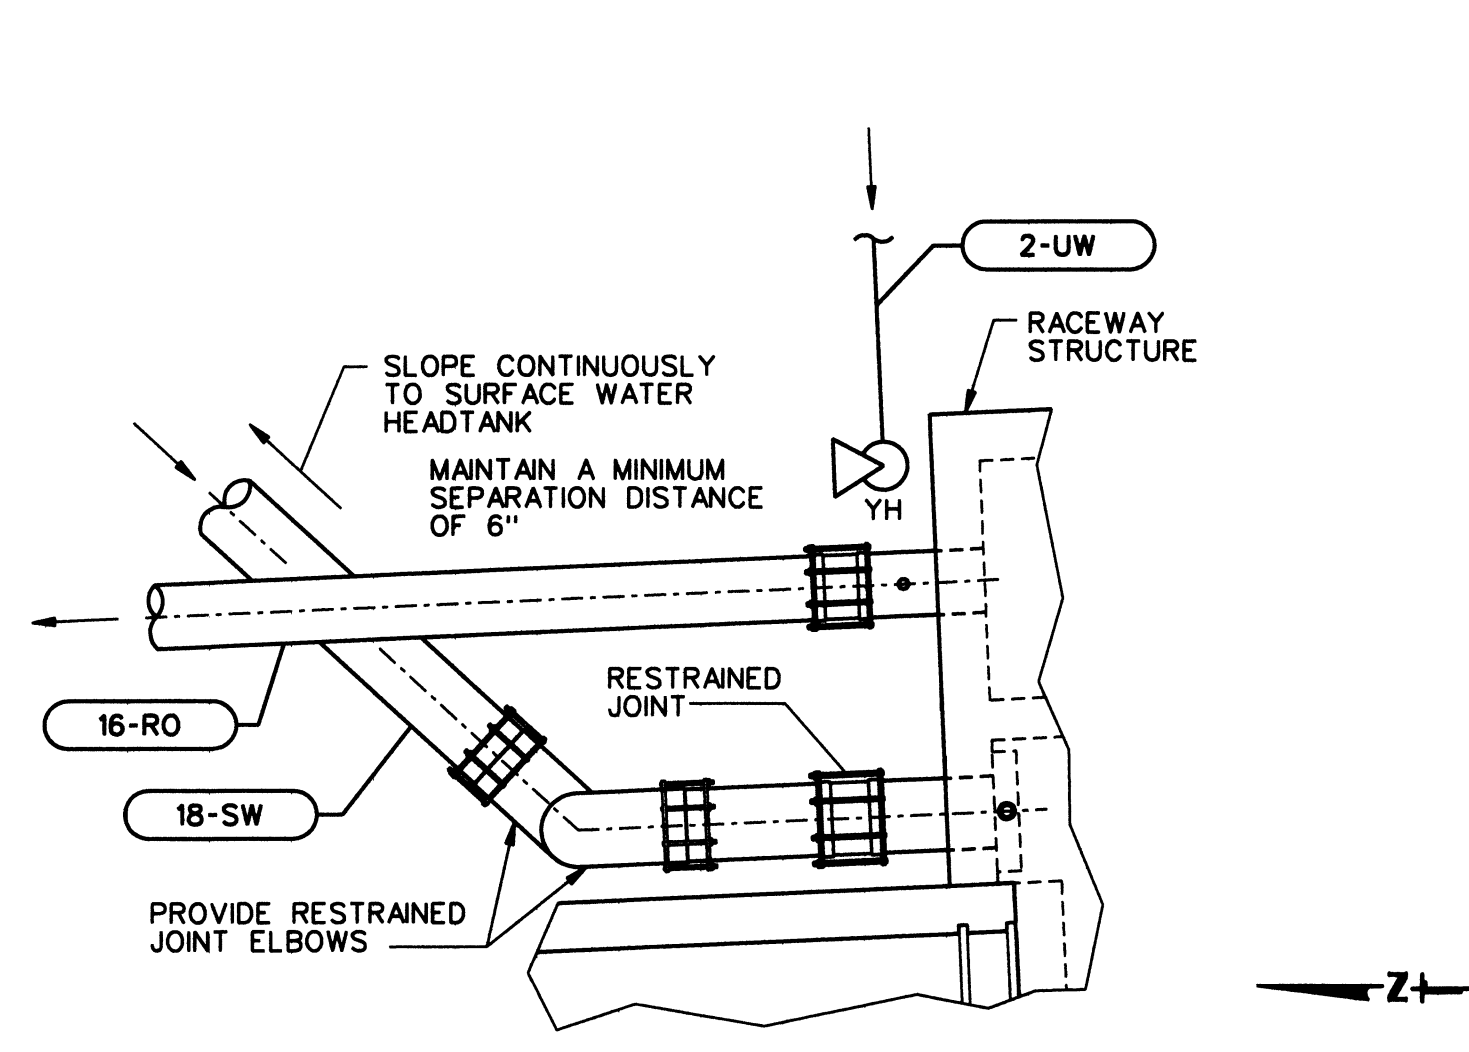 2-UW
RACEWAY
STRUCTURE
SLOPE CONTINUOUSLY
TO SURFACE WATER
HEADTANK
MAINTAIN A MINIMUM
SEPARATION DISTANCE
OF 6"
YH
RESTRAINED
JOINT
16-RO
18-SW
PROVIDE RESTRAINED
JOINT ELBOWS
N